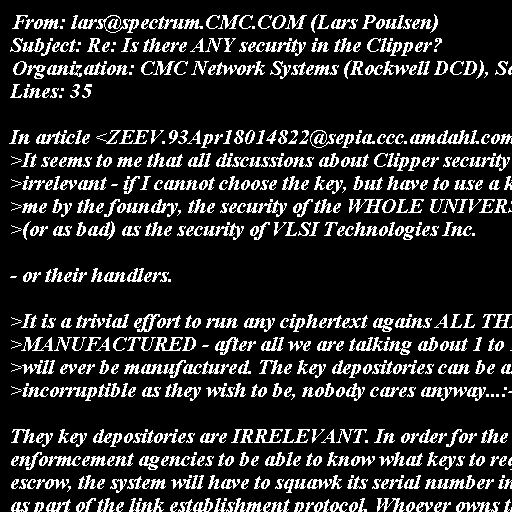 From: lars@spectrum.CMC.COM (Lars Poulsen)
Subject: Re: Is there ANY security in the Clipper?
Organization: CMC Network Systems (Rockwell DCD),
Lines: 35
In article <ZEEV.93Apr18014822@sepia.ccc.amdahl.com
>It seems to me that all discussions about Clipper security
>irrelevant - if I cannot choose the key, but have to use a
>me by the foundry, the security of the WHOLE
>(or as bad) as the security of VLSI Technologies Inc.
- or their handlers.
>It is a trivial effort to run any ciphertext agains ALL
>MANUFACTURED - after all we are talking about 1 to
>will ever be manufactured. The key depositories can be
>incorruptible as they wish to be, nobody cares anyway...:-
They key depositories are IRRELEVANT. In order for the
enformcement agencies to be able to know what keys to
escrow, the system will have to squawk its serial number
as part of the link establishment protocol. Whoever owns